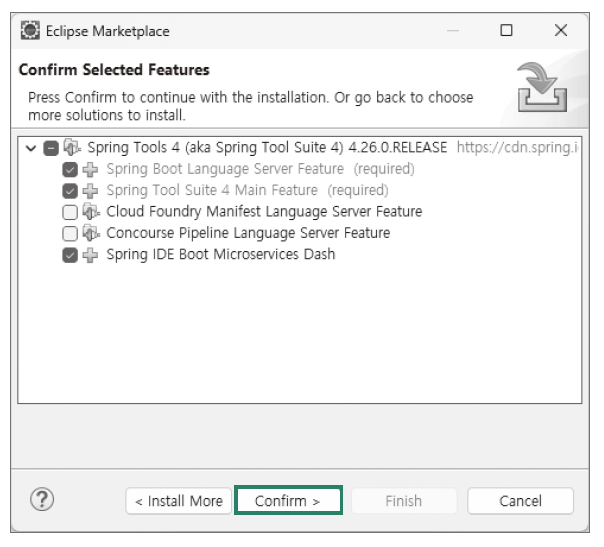 Eclipse Marketplace
Confirm Selected Features
Press Confirm to continue with the installation. Or go back to choose
more solutions to install.
Spring Tools 4 (aka Spring Tool Suite 4) 4.26.0.RELEASE https://cdn.spring.i
Spring Boot Language Server Feature (required)
Spring Tool Suite 4 Main Feature (required)
Cloud Foundry Manifest Language Server Feature
Concourse Pipeline Language Server Feature
Spring IDE Boot Microservices Dash
? < Install More Confirm > Finish Cancel